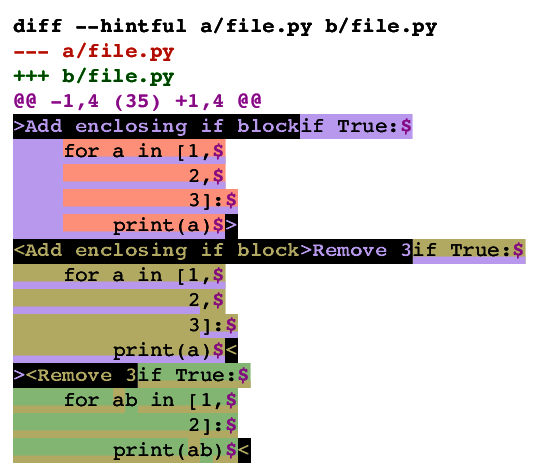 diff --hintful a/file.py b/file.py
--- a/file.py
+++ b/file.py
@@ -1,4 (35) +1,4 @@
>Add enclosing if blockif True:$
    for a in [1,$
              2,$
              3]:$
        print(a)$>
<Add enclosing if block>Remove 3if True:$
    for a in [1,$
              2,$
              3]:$
        print(a)$<
><Remove 3if True:$
    for ab in [1,$
              2]:$
        print(ab)$<